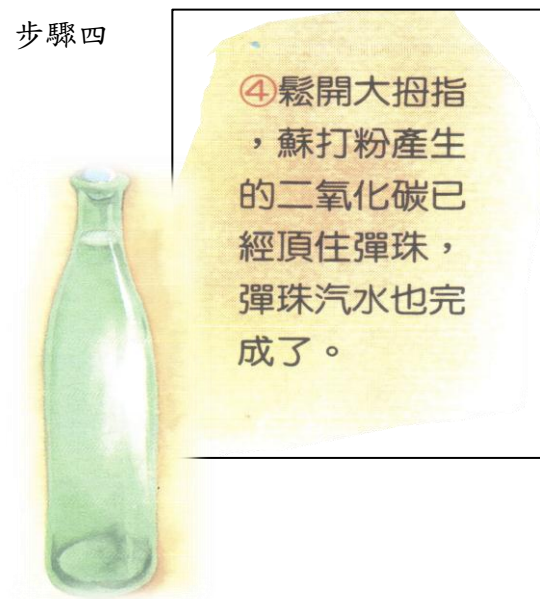 步驟四
④鬆開大拇指
，蘇打粉產生
的二氧化碳已
經頂住彈珠，
彈珠汽水也完
成了。